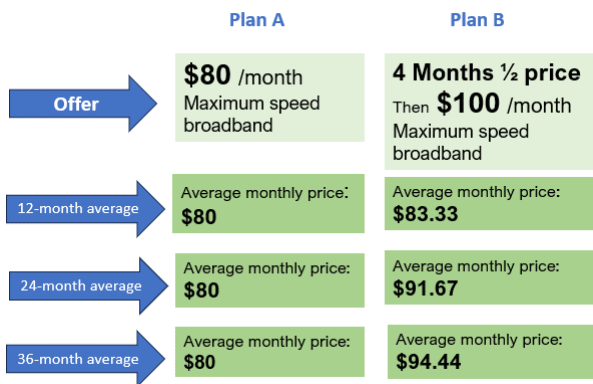 Plan A
Plan B
Offer
$80 /month
Maximum speed
broadband
4 Months ½ price
Then $100 /month
Maximum speed
broadband
12-month average
Average monthly price:
$80
Average monthly price:
$83.33
24-month average
Average monthly price:
$80
Average monthly price:
$91.67
36-month average
Average monthly price:
$80
Average monthly price:
$94.44